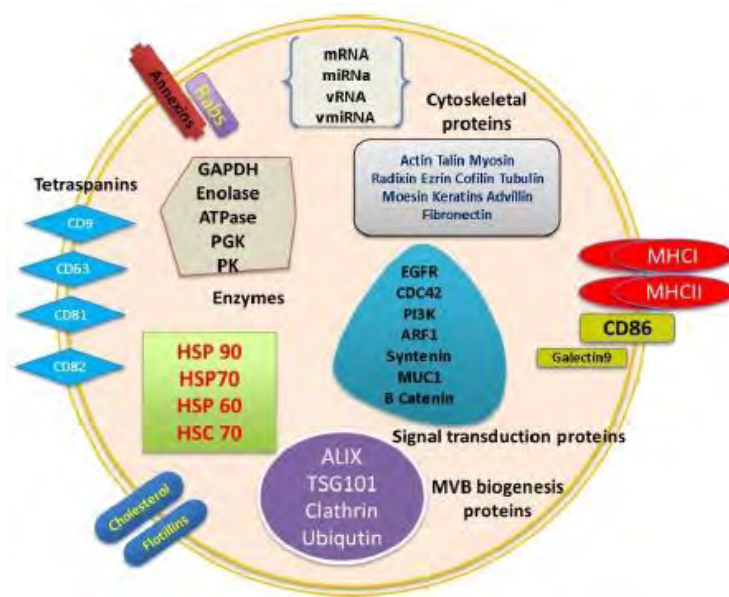 mRNA
miRNa
vRNA
vmiRNA
Annexins
Rabs
Cytoskeletal
proteins
Actin Talin Myosin
Radixin Ezrin Cofilin Tubulin
Moesin Keratins Advillin
Fibronectin
Tetraspanins
CD9
CD63
CD81
CD82
GAPDH
Enolase
ATPase
PGK
PK
Enzymes
EGFR
CDC42
PI3K
ARF1
Syntenin
MUC1
B Catenin
Signal transduction proteins
MHCI
MHCII
CD86
Galectin9
HSP 90
HSP70
HSP 60
HSC 70
ALIX
TSG101
Clathrin
Ubiqutin
MVB biogenesis
proteins
Cholesterol
Flotillins